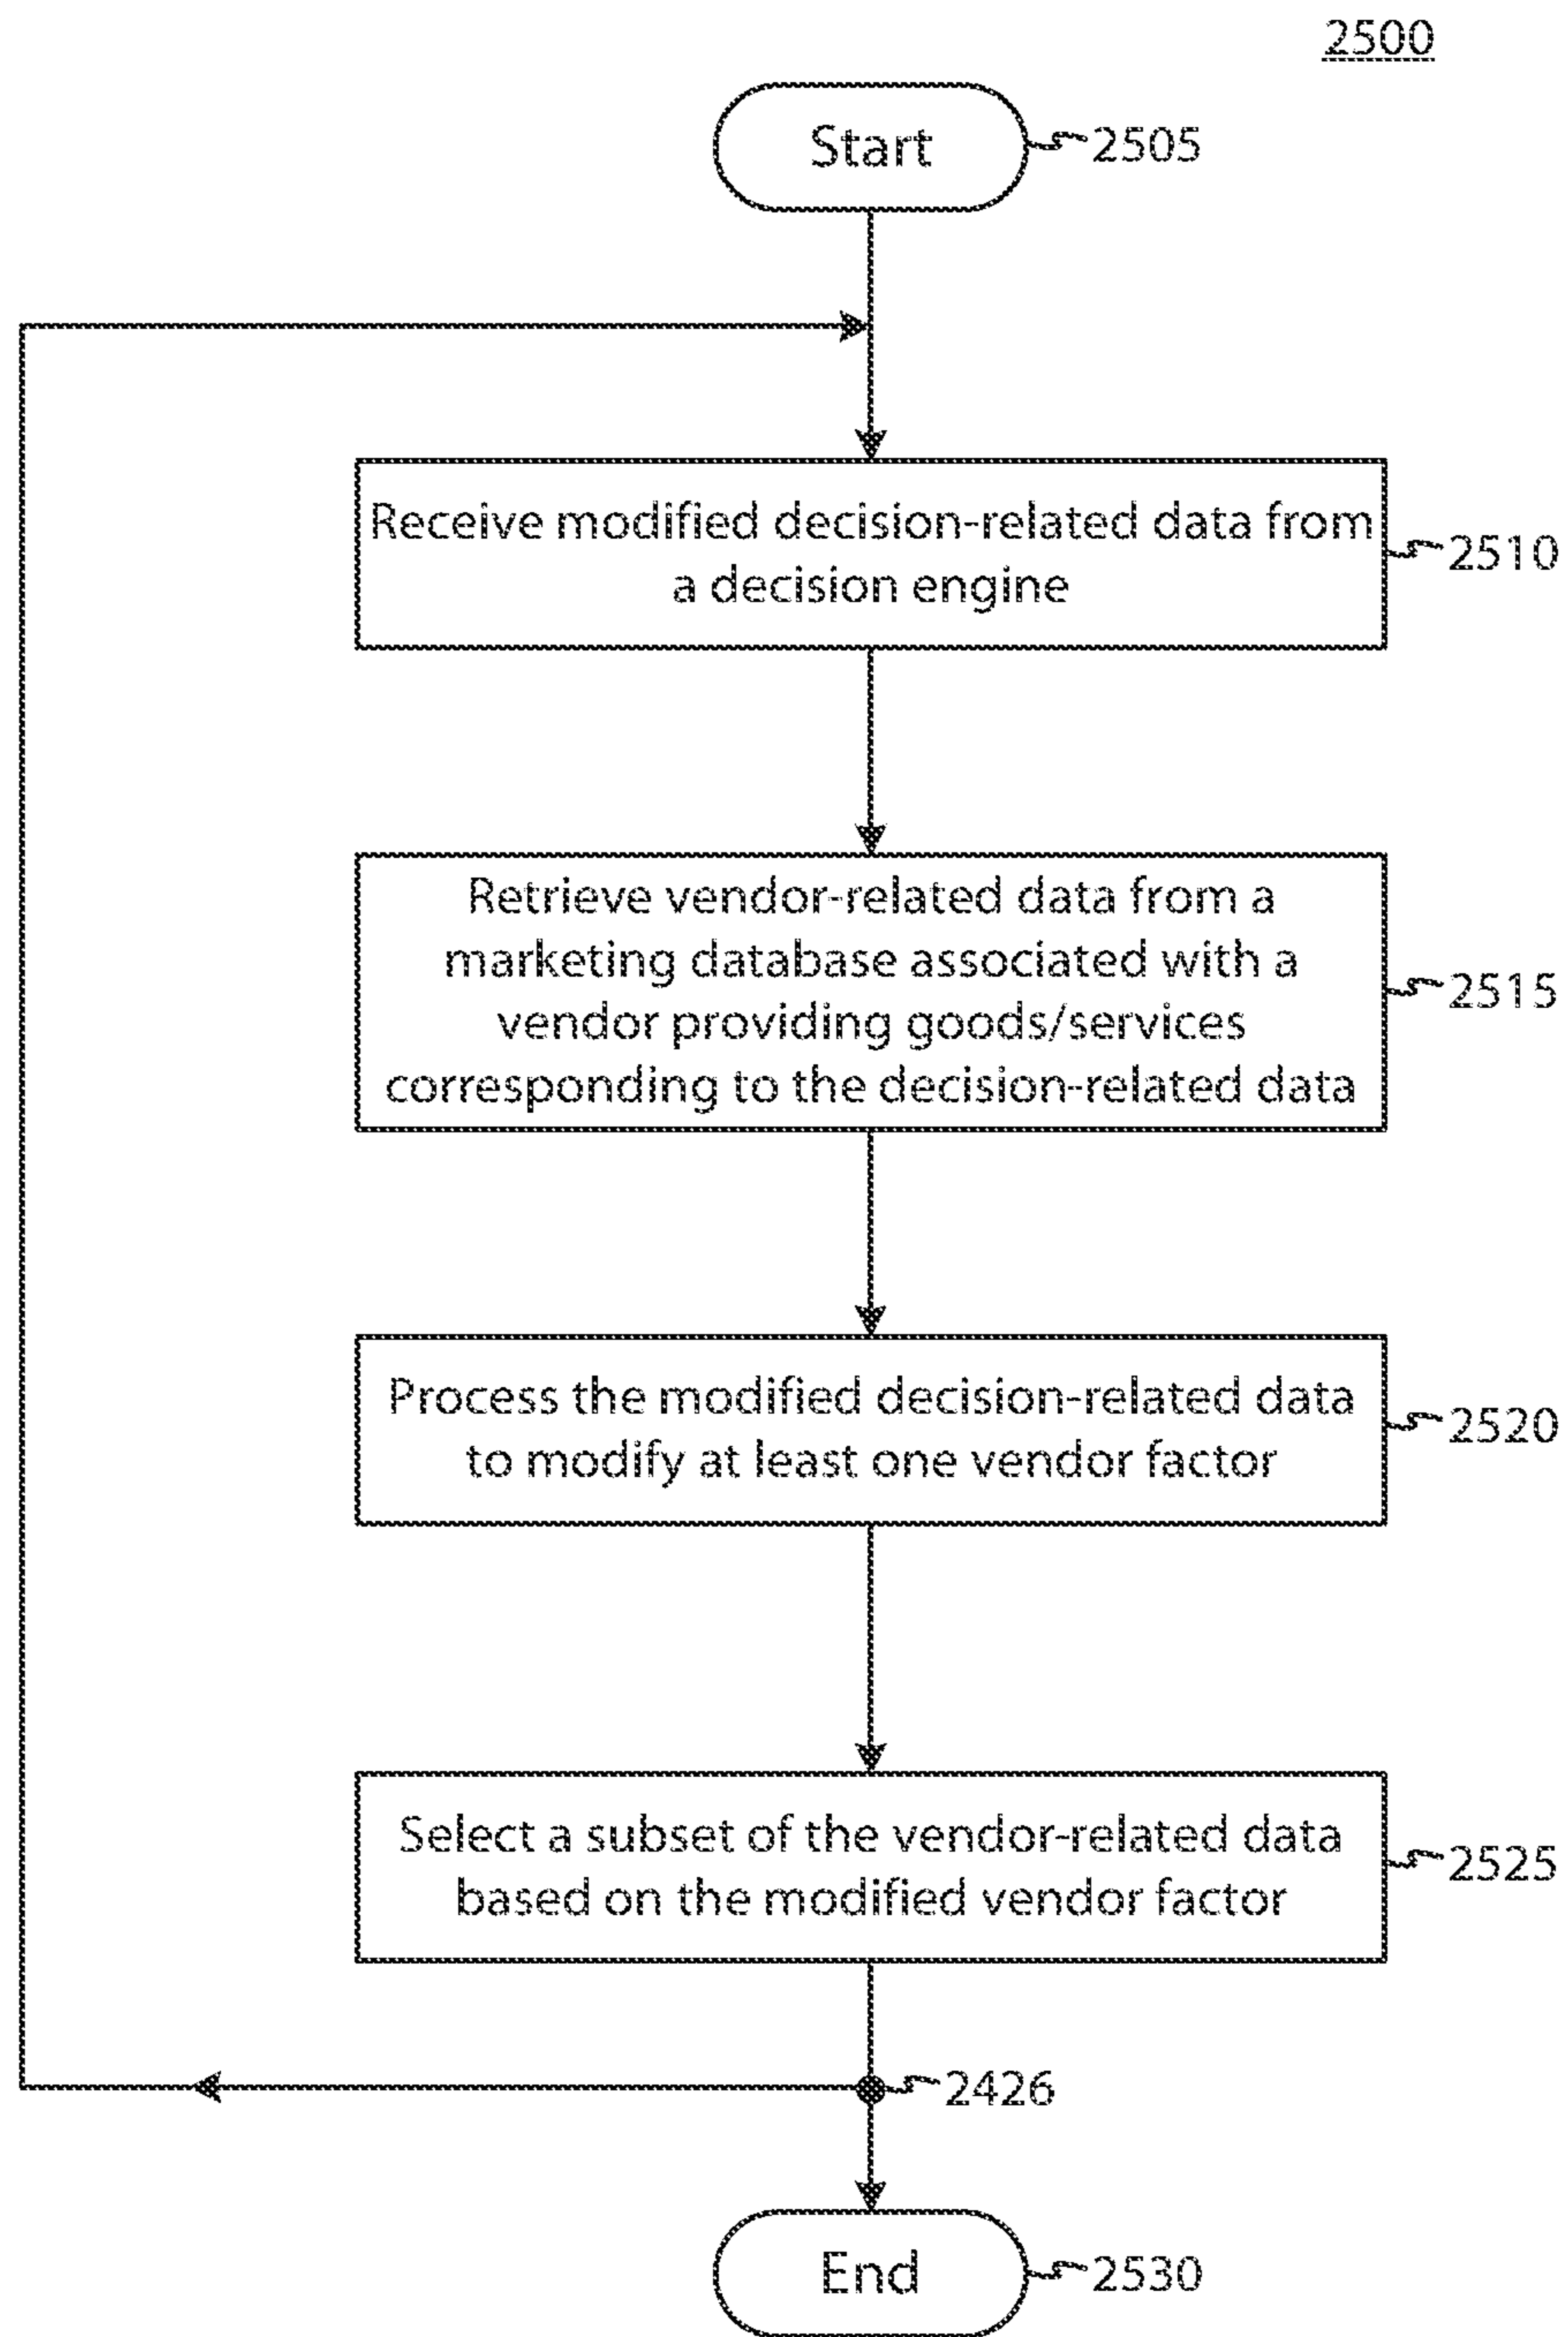 2500
Start
2505
Receive modified decision-related data from
a decision engine
2510
Retrieve vendor-related data from a
marketing database associated with a
vendor providing goods/services
corresponding to the decision-related data
2515
Process the modified decision-related data
to modify at least one vendor factor
2520
Select a subset of the vendor-related data
based on the modified vendor factor
2525
2426
End
2530